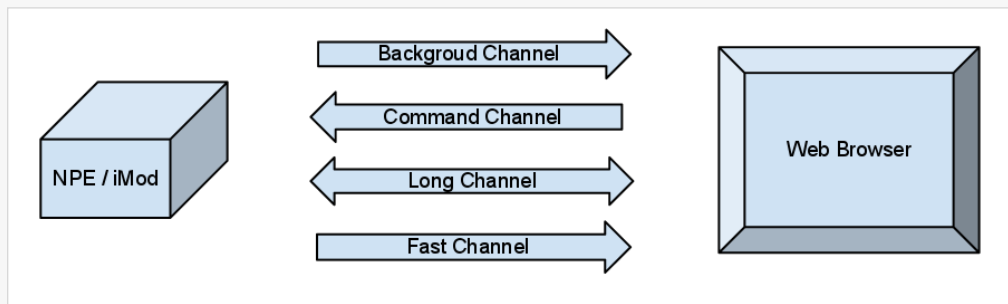 Backgroud Channel
Command Channel
NPE / iMod
Web Browser
Long Channel
Fast Channel